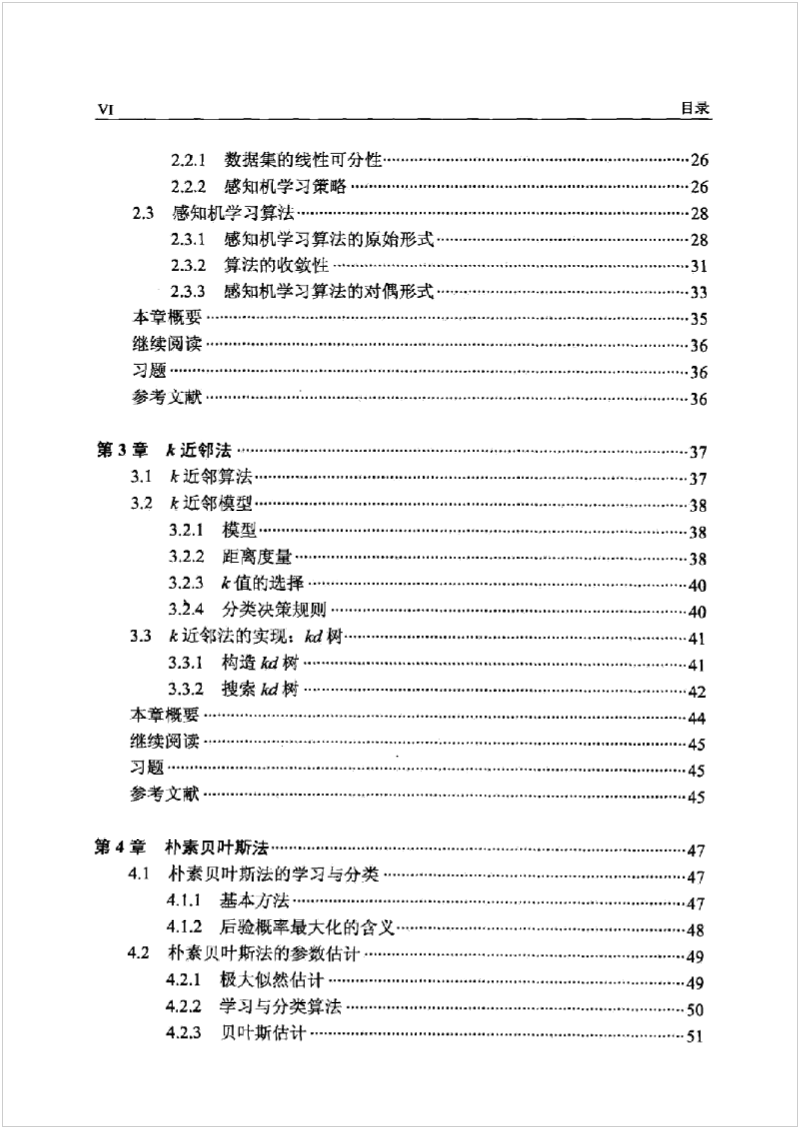 VI 目录
2.2.1 数据集的线性可分性……26
2.2.2 感知机学习策略……26
2.3 感知机学习算法……28
2.3.1 感知机学习算法的原始形式……28
2.3.2 算法的收敛性……31
2.3.3 感知机学习算法的对偶形式……33
本章概要……35
继续阅读……36
习题……36
参考文献……36
第 3 章 k 近邻法……37
3.1 k 近邻算法……37
3.2 k 近邻模型……38
3.2.1 模型……38
3.2.2 距离度量……38
3.2.3 k 值的选择……40
3.2.4 分类决策规则……40
3.3 k 近邻法的实现：kd 树……41
3.3.1 构造 kd 树……41
3.3.2 搜索 kd 树……42
本章概要……44
继续阅读……45
习题……45
参考文献……45
第 4 章 朴素贝叶斯法……47
4.1 朴素贝叶斯法的学习与分类……47
4.1.1 基本方法……47
4.1.2 后验概率最大化的含义……48
4.2 朴素贝叶斯法的参数估计……49
4.2.1 极大似然估计……49
4.2.2 学习与分类算法……50
4.2.3 贝叶斯估计……51